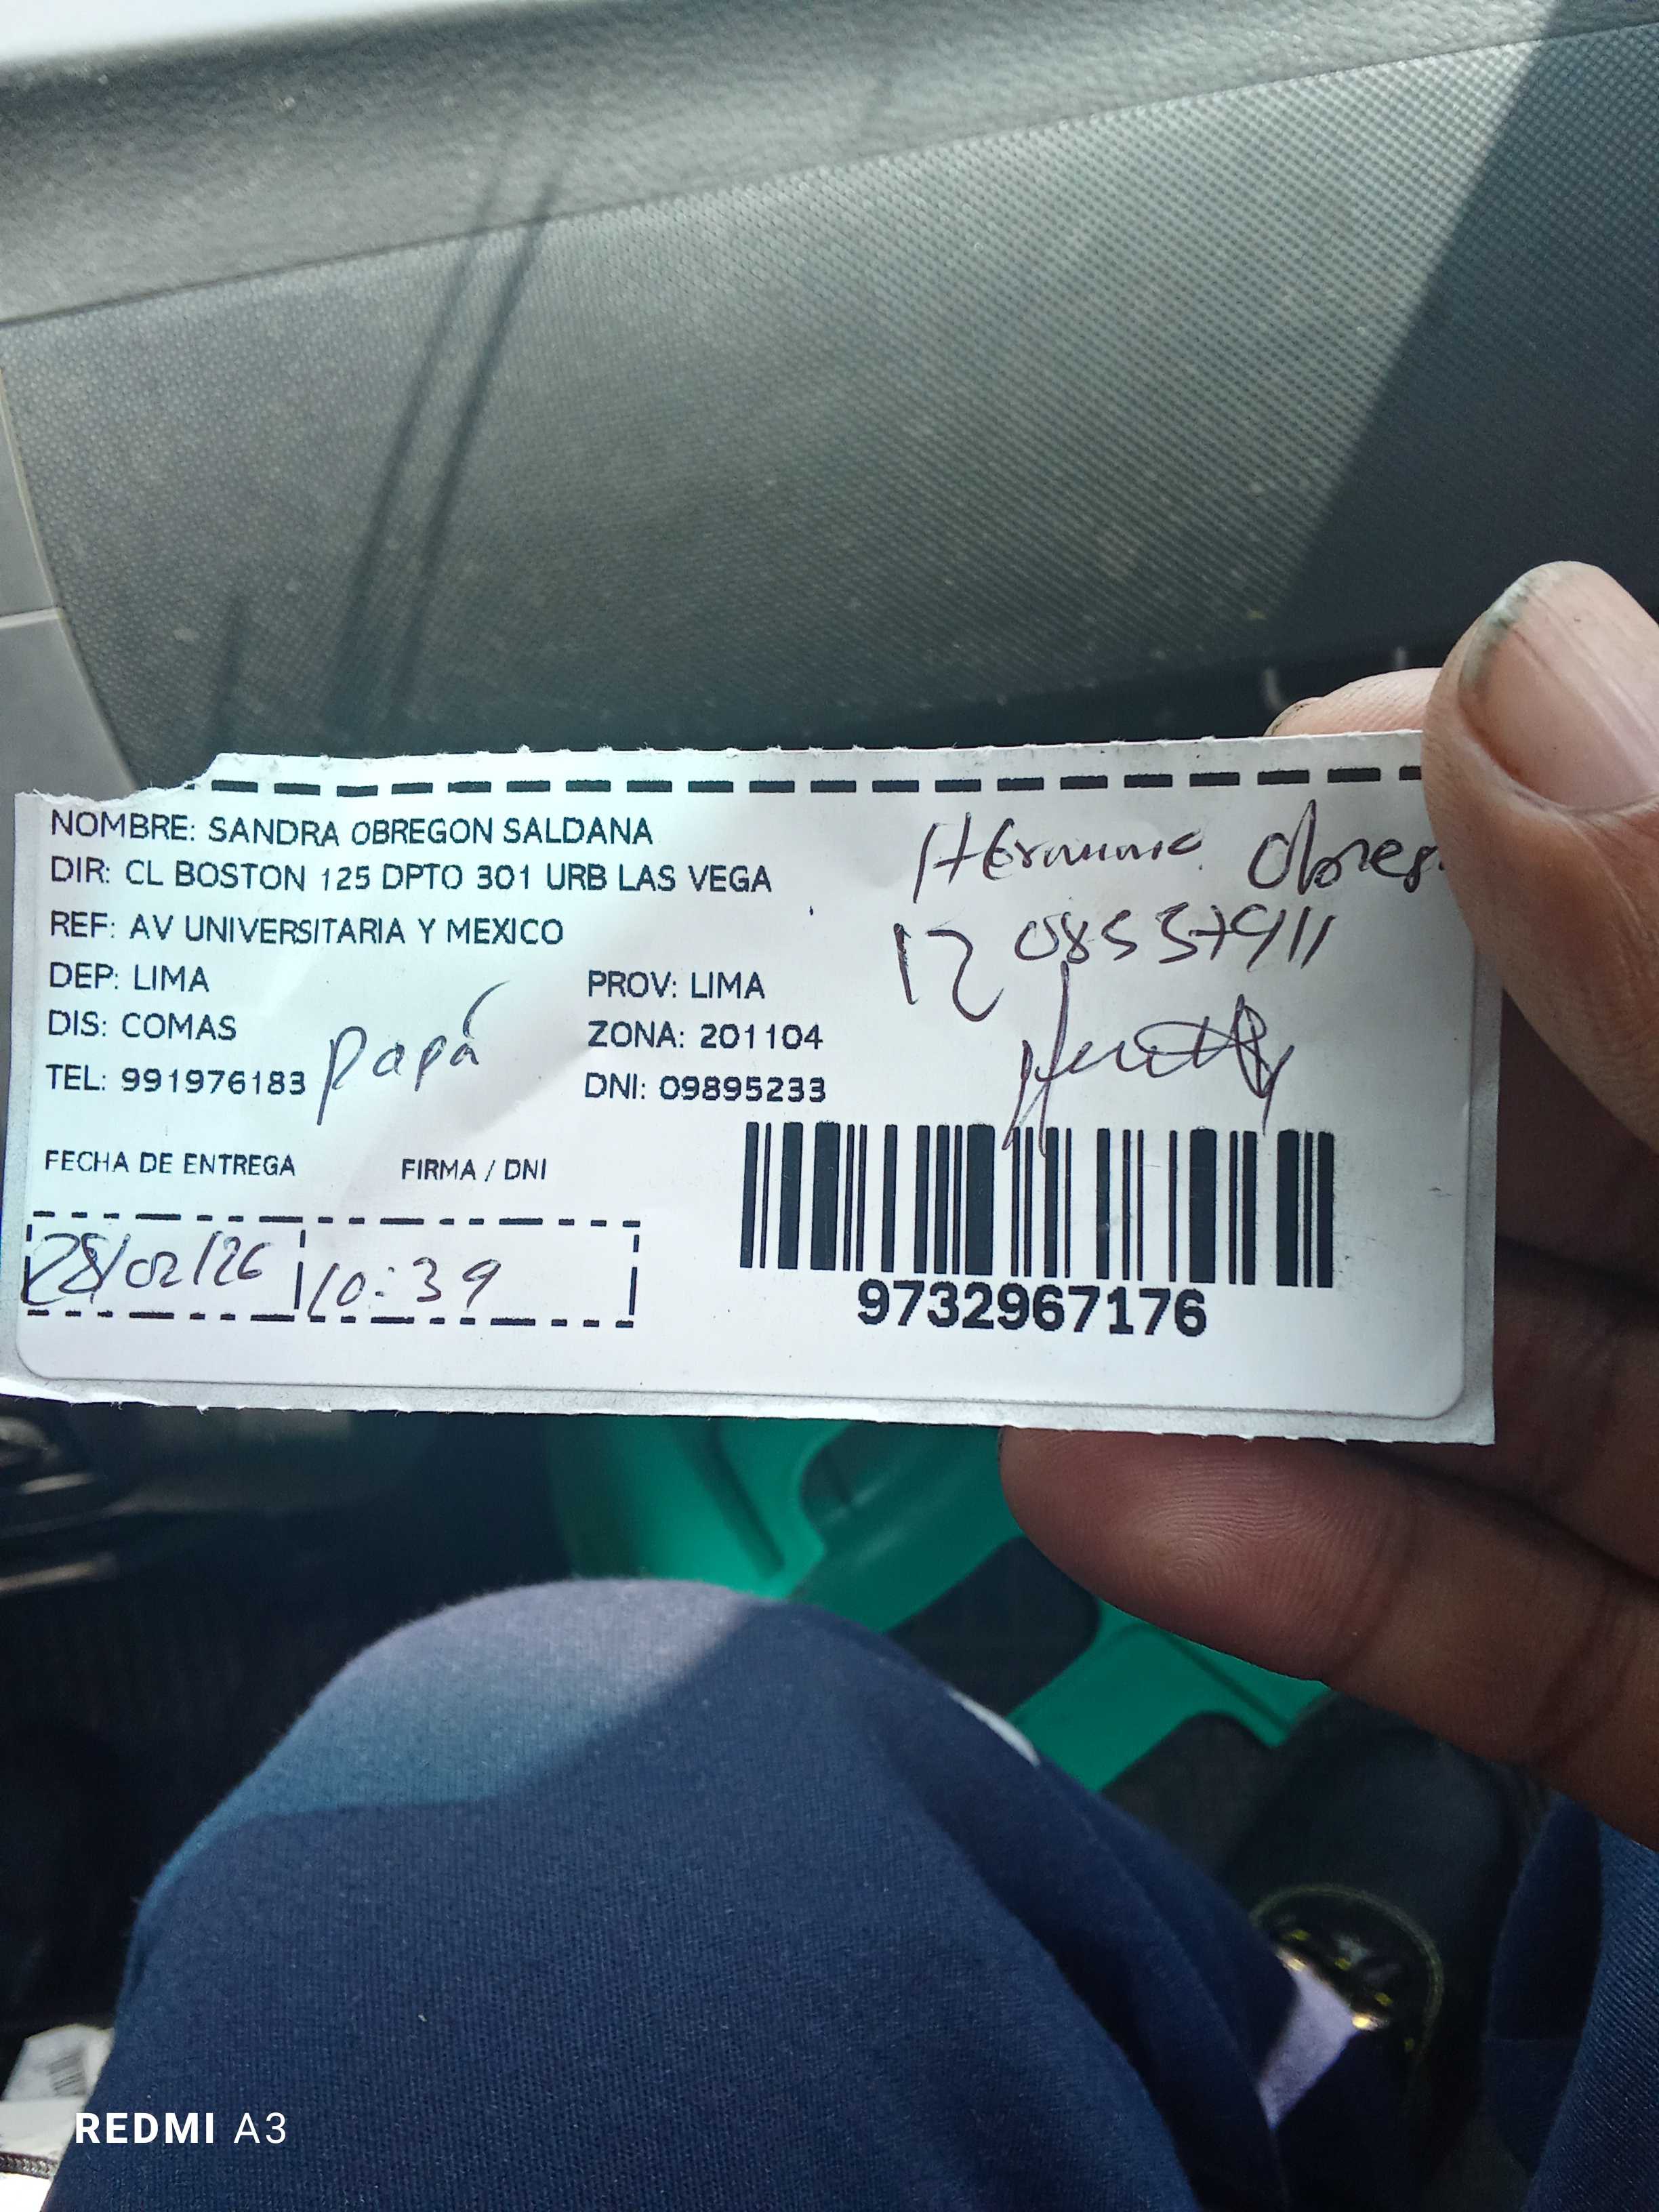 NOMBRE: SANDRA OBREGON SALDANA
DIR: CL BOSTON 125 DPTO 301 URB LAS VEGA
REF: AV UNIVERSITARIA Y MEXICO
DEP: LIMA PROV: LIMA
DIS: COMAS ZONA: 201104
TEL: 991976183 papá DNI: 09895233
FECHA DE ENTREGA FIRMA / DNI
28/02/26 10:39
9732967176
REDMI A3